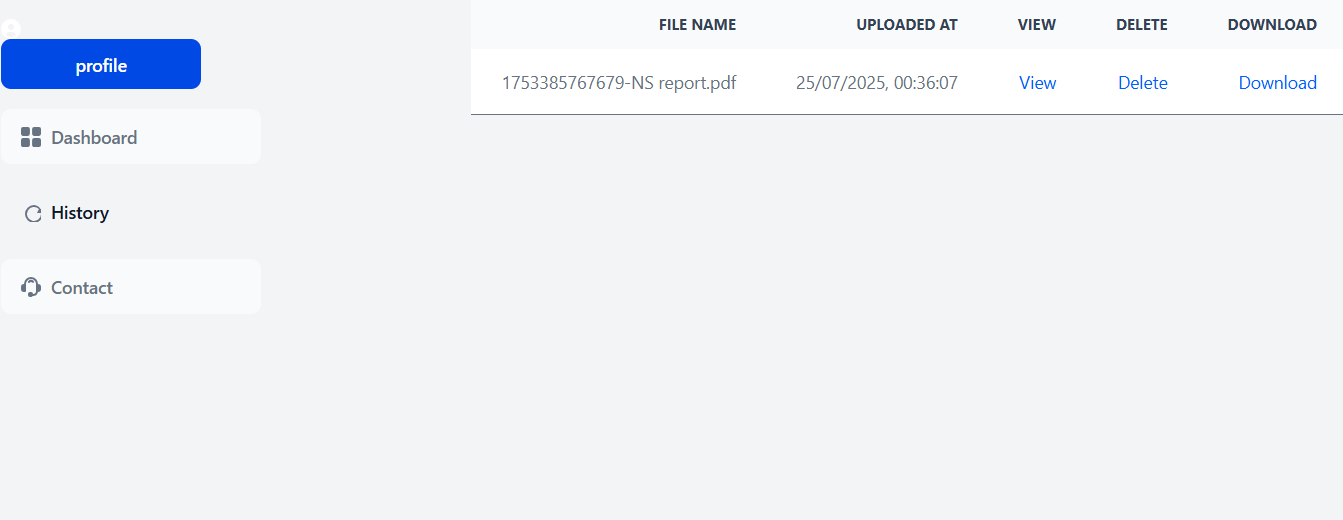 profile
Dashboard
History
Contact
FILE NAME UPLOADED AT VIEW DELETE DOWNLOAD
1753385767679-NS report.pdf 25/07/2025, 00:36:07 View Delete Download